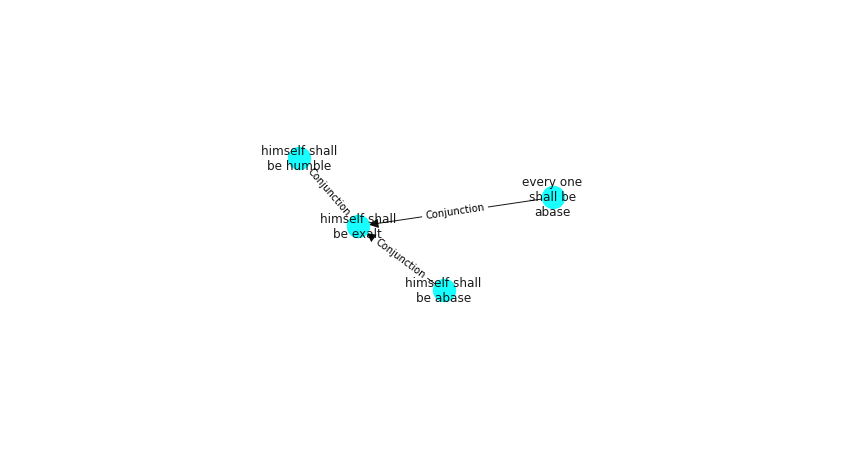 himself shall
be humble
Conjunction
every one
shall be
abase
Conjunction
himself shall
be exalt
Conjunction
himself shall
be abase